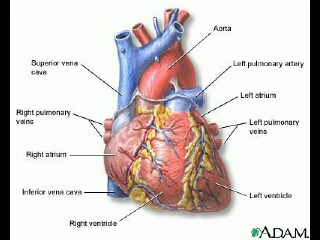 Aorta
Superior vena
cava
Left pulmonary artery
Left atrium
Right pulmonary
veins
Left pulmonary
veins
Right atrium
Inferior vena cava
Left ventricle
Right ventricle
ADAM.